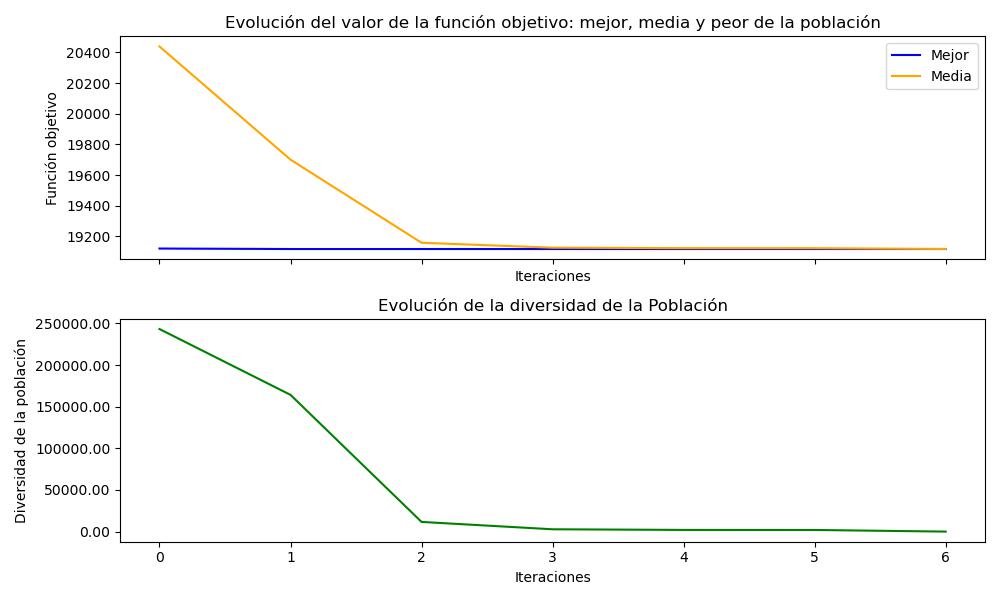 Evolución del valor de la función objetivo: mejor, media y peor de la población
20400
20200
20000
19800
19600
19400
19200
Función objetivo
Mejor
Media
Iteraciones
Evolución de la diversidad de la Población
250000.00
200000.00
150000.00
100000.00
50000.00
0.00
Diversidad de la población
0 1 2 3 4 5 6
Iteraciones